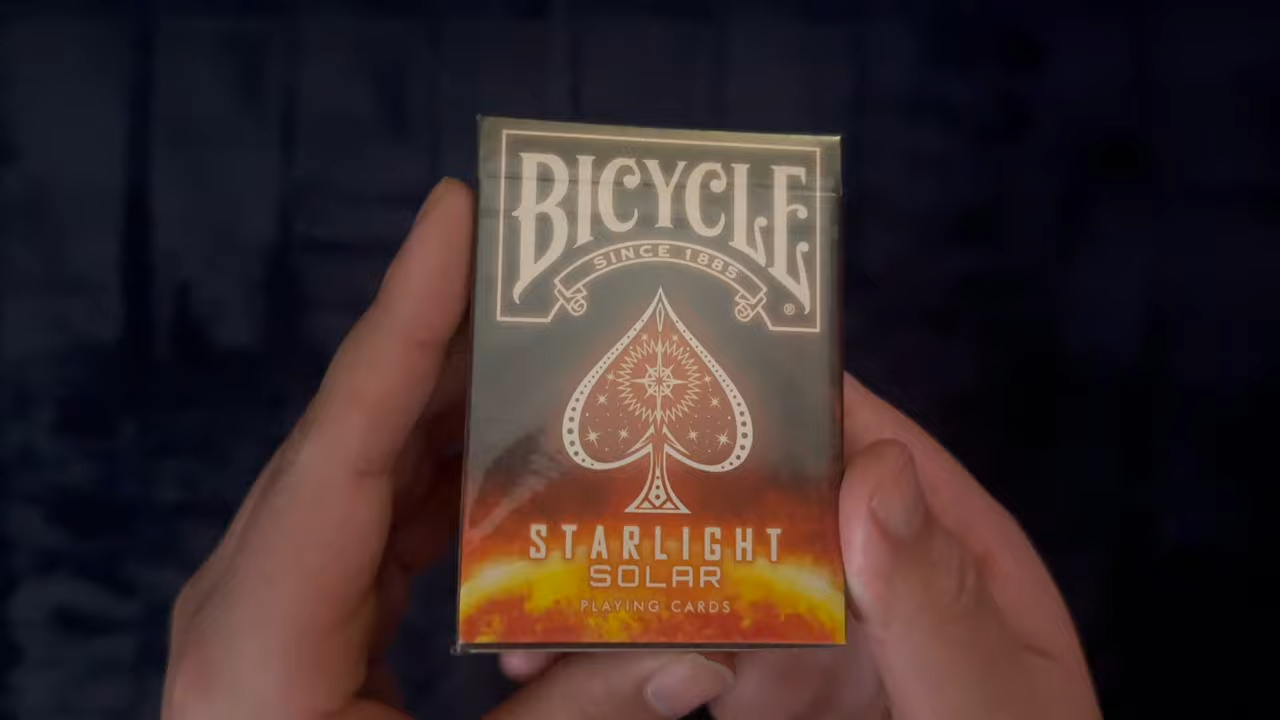 BICYCLE
SINCE 1885
®
STARLIGHT
SOLAR
PLAYING CARDS